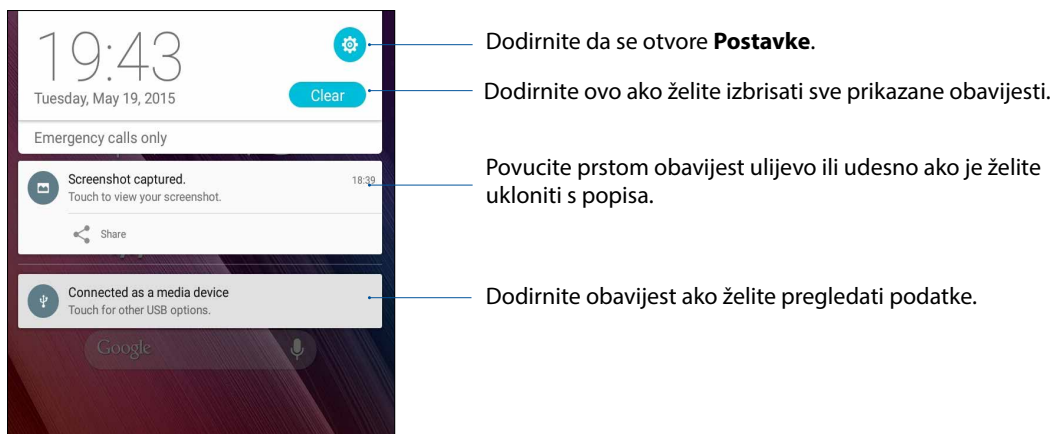 19:43
Tuesday, May 19, 2015
Clear
Emergency calls only
Screenshot captured.
18:39
Touch to view your screenshot.
Share
Connected as a media device
Touch for other USB options.
Google
Dodirnite da se otvore Postavke.
Dodirnite ovo ako želite izbrisati sve prikazane obavijesti.
Povucite prstom obavijest ulijevo ili udesno ako je želite
ukloniti s popisa.
Dodirnite obavijest ako želite pregledati podatke.